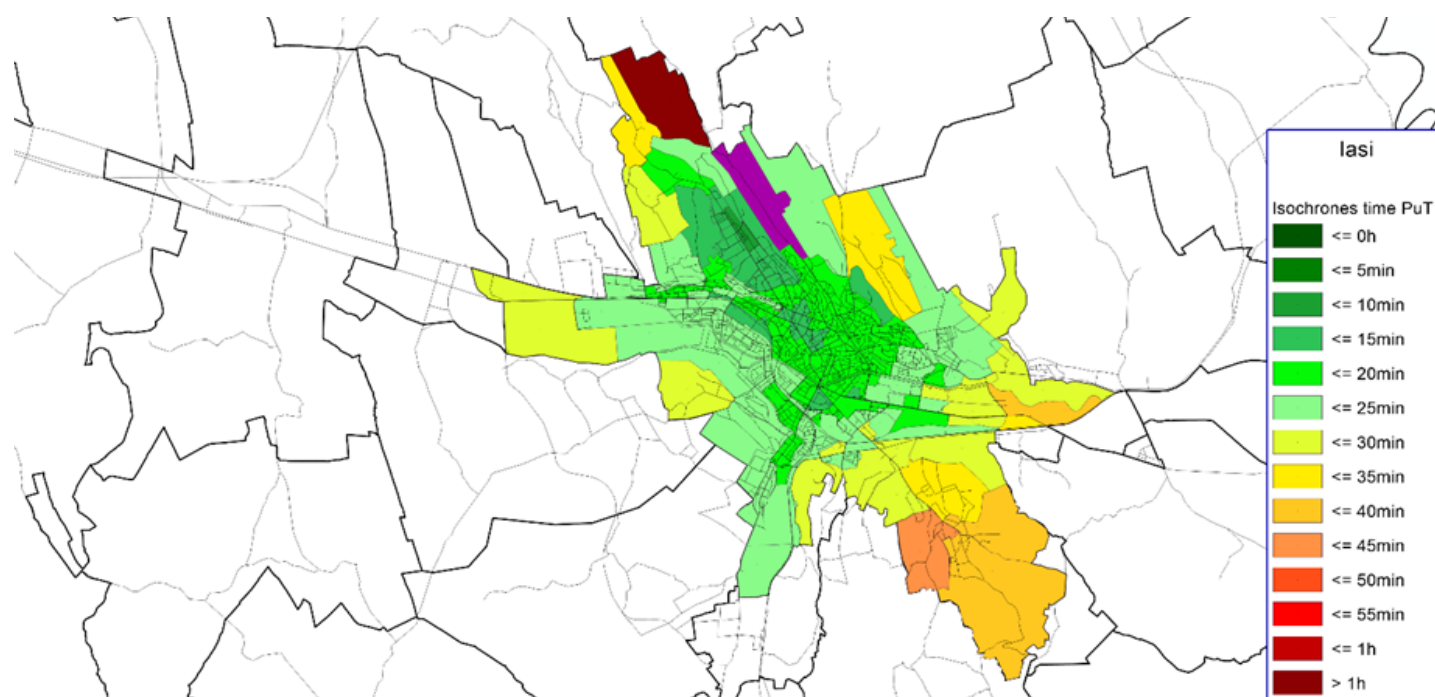 Iasi
Isochrones time PuT
<= 0h
<= 5min
<= 10min
<= 15min
<= 20min
<= 25min
<= 30min
<= 35min
<= 40min
<= 45min
<= 50min
<= 55min
<= 1h
> 1h